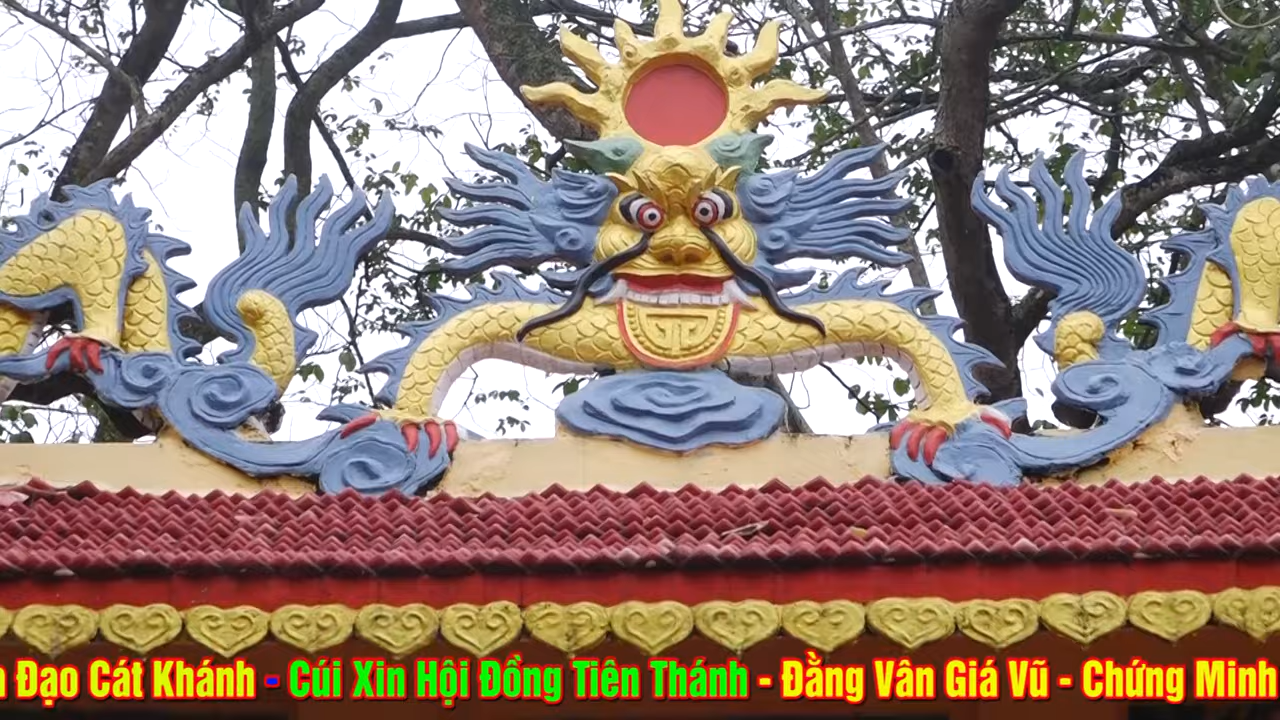 Đạo Cát Khánh - Cúi Xin Hội Đồng Tiên Thánh - Đằng Vân Giá Vũ - Chứng Minh